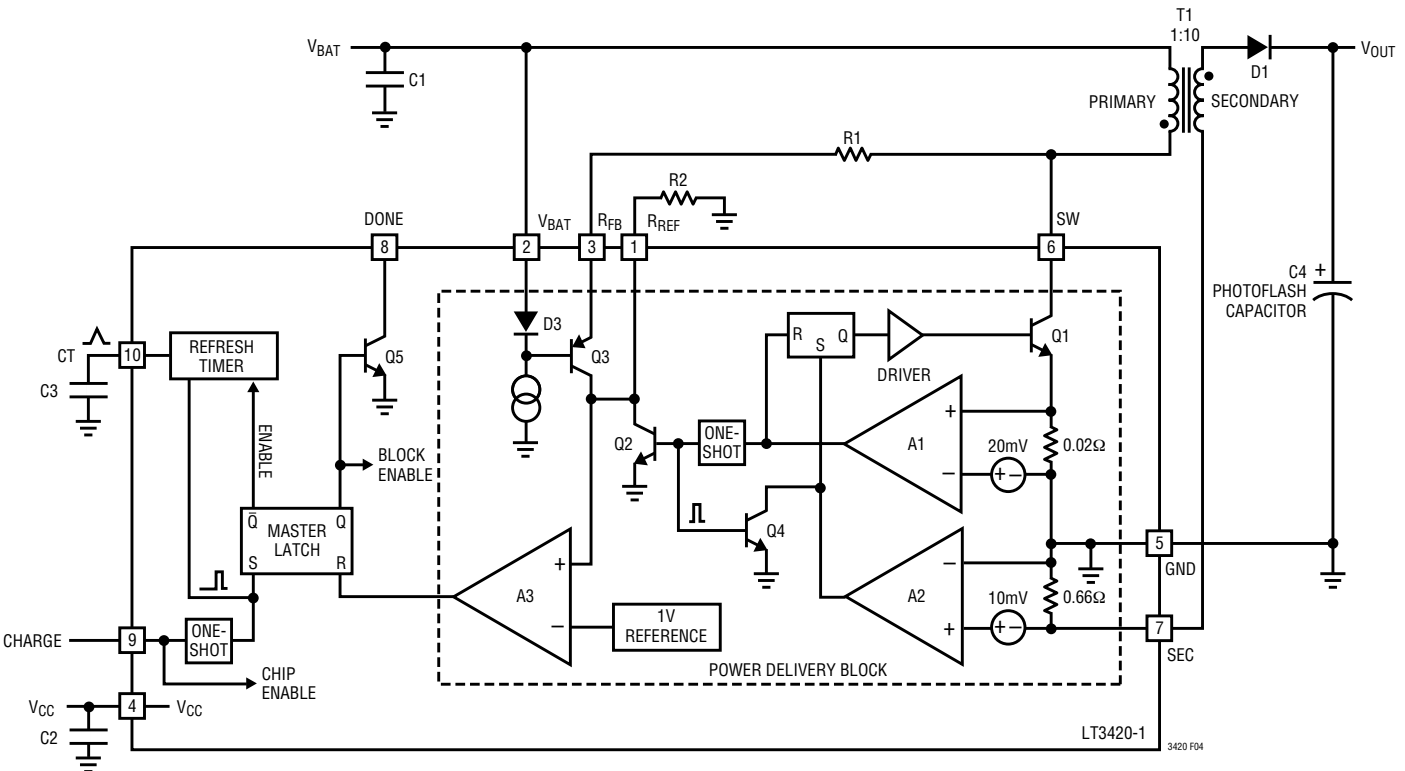 T1
1:10
VBAT
C1
D1
VOUT
PRIMARY
SECONDARY
R1
R2
DONE
VBAT
RFB
RREF
SW
8
2
3
1
6
C4
+
PHOTOFLASH
CAPACITOR
D3
Q3
R
S
Q
DRIVER
Q1
CT
10
REFRESH
TIMER
Q5
C3
ENABLE
BLOCK
ENABLE
Q2
ONE-
SHOT
A1
+
−
20mV
+−
0.02Ω
Q4
Q̄
Q
MASTER
LATCH
S
R
A3
+
−
1V
REFERENCE
A2
−
+
10mV
+−
0.66Ω
5
GND
7
SEC
CHARGE
9
ONE-
SHOT
CHIP
ENABLE
POWER DELIVERY BLOCK
VCC
4
VCC
C2
LT3420-1
3420 F04